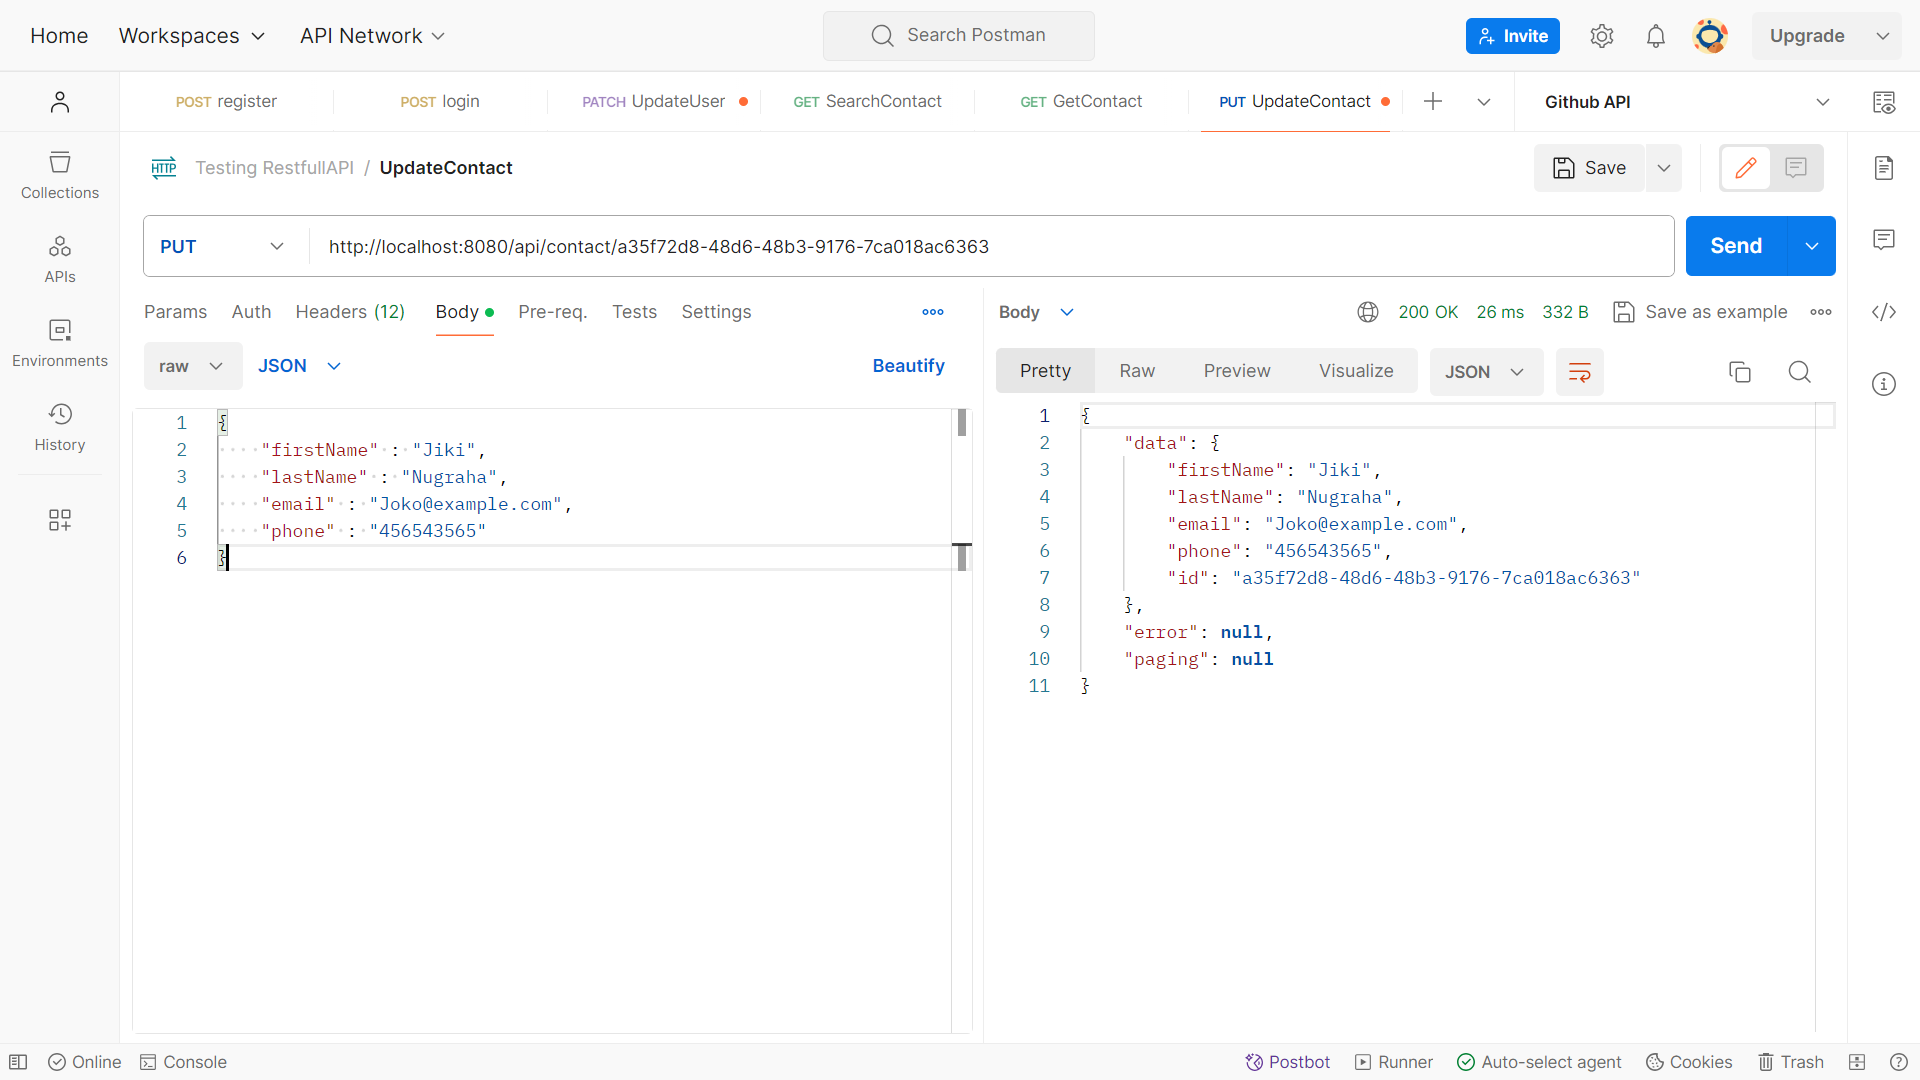 Home Workspaces API Network Search Postman Invite Upgrade
POST register POST login PATCH UpdateUser GET SearchContact GET GetContact PUT UpdateContact Github API
HTTP Testing RestfullAPI / UpdateContact Save
Collections
PUT http://localhost:8080/api/contact/a35f72d8-48d6-48b3-9176-7ca018ac6363 Send
APIs
Params Auth Headers (12) Body Pre-req. Tests Settings
Body 200 OK 26 ms 332 B Save as example
Environments
raw JSON Beautify
Pretty Raw Preview Visualize JSON
History
1 {
2 "firstName" : "Jiki",
3 "lastName" : "Nugraha",
4 "email" : "Joko@example.com",
5 "phone" : "456543565"
6 }
1 {
2 "data": {
3 "firstName": "Jiki",
4 "lastName": "Nugraha",
5 "email": "Joko@example.com",
6 "phone": "456543565",
7 "id": "a35f72d8-48d6-48b3-9176-7ca018ac6363"
8 },
9 "error": null,
10 "paging": null
11 }
Online Console Postbot Runner Auto-select agent Cookies Trash